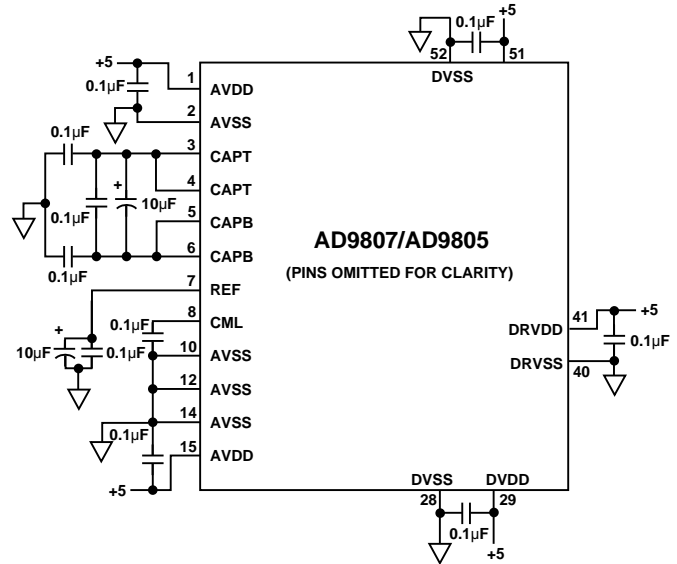 +5
0.1µF
52
51
DVSS
+5
0.1µF
1
AVDD
2
AVSS
0.1µF
3
CAPT
4
CAPT
+
0.1µF
10µF
5
CAPB
6
CAPB
0.1µF
7
REF
8
CML
0.1µF
+
10µF
0.1µF
10
AVSS
12
AVSS
14
AVSS
0.1µF
15
AVDD
+5
AD9807/AD9805
(PINS OMITTED FOR CLARITY)
41
+5
DRVDD
0.1µF
DRVSS
40
DVSS
DVDD
28
29
0.1µF
+5